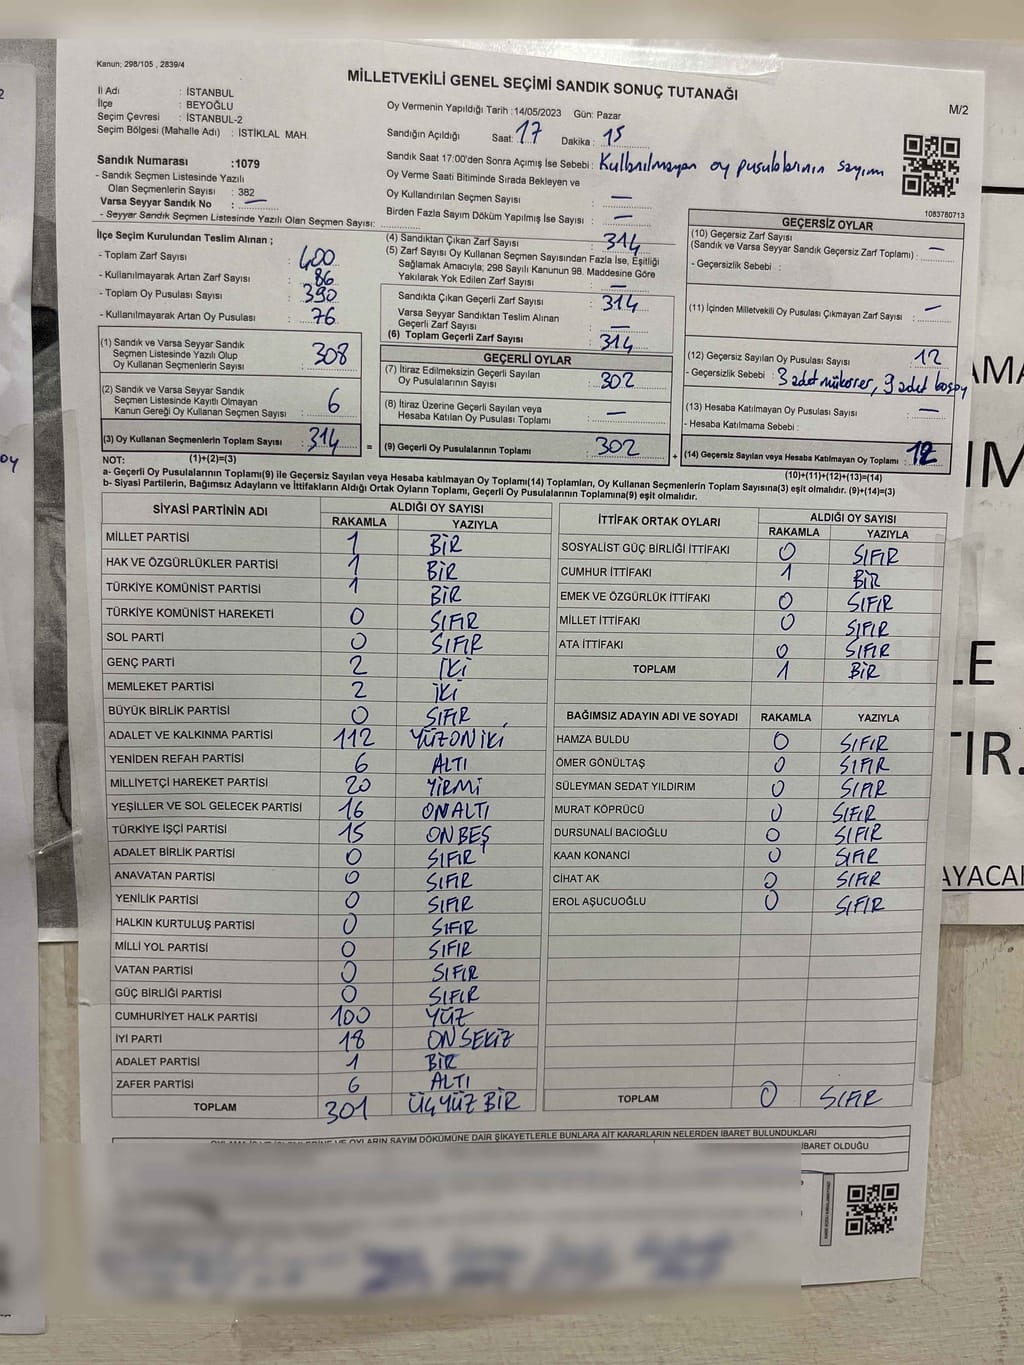 Kanun; 298/105 , 2839/4
MİLLETVEKİLİ GENEL SEÇİMİ SANDIK SONUÇ TUTANAĞI
M/2
İl Adı : İSTANBUL
İlçe : BEYOĞLU
Seçim Çevresi : İSTANBUL-2
Seçim Bölgesi (Mahalle Adı) : İSTİKLAL MAH.
Sandık Numarası :1079
- Sandık Seçmen Listesinde Yazılı
Olan Seçmenlerin Sayısı : 382
Varsa Seyyar Sandık No : —
- Seyyar Sandık Seçmen Listesinde Yazılı Olan Seçmen Sayısı:
Oy Vermenin Yapıldığı Tarih :14/05/2023 Gün: Pazar
Sandığın Açıldığı Saat: 17 Dakika : 15
Sandık Saat 17:00'den Sonra Açımış İse Sebebi : Kullanılmayan oy pusulalarının sayımı
Oy Verme Saati Bitiminde Sırada Bekleyen ve
Oy Kullandırılan Seçmen Sayısı : —
Birden Fazla Sayım Döküm Yapılmış İse Sayısı : —
1083780713
İlçe Seçim Kurulundan Teslim Alınan ;
- Toplam Zarf Sayısı : 400
- Kullanılmayarak Artan Zarf Sayısı : 86
- Toplam Oy Pusulası Sayısı : 390
- Kullanılmayarak Artan Oy Pusulası : 76
(1) Sandık ve Varsa Seyyar Sandık
Seçmen Listesinde Yazılı Olup
Oy Kullanan Seçmenlerin Sayısı : 308
(2) Sandık ve Varsa Seyyar Sandık
Seçmen Listesinde Kayıtlı Olmayan
Kanun Gereği Oy Kullanan Seçmen Sayısı : 6
(3) Oy Kullanan Seçmenlerin Toplam Sayısı : 314
(4) Sandıktan Çıkan Zarf Sayısı : 314
(5) Zarf Sayısı Oy Kullanan Seçmen Sayısından Fazla İse, Eşitliği
Sağlamak Amacıyla; 298 Sayılı Kanunun 98. Maddesine Göre
Yakılarak Yok Edilen Zarf Sayısı : —
Sandıkta Çıkan Geçerli Zarf Sayısı : 314
Varsa Seyyar Sandıktan Teslim Alınan
Geçerli Zarf Sayısı : —
(6) Toplam Geçerli Zarf Sayısı : 314
GEÇERLİ OYLAR
(7) İtiraz Edilmeksizin Geçerli Sayılan
Oy Pusulalarının Sayısı : 302
(8) İtiraz Üzerine Geçerli Sayılan veya
Hesaba Katılan Oy Pusulası Toplamı : —
= (9) Geçerli Oy Pusulalarının Toplamı : 302
GEÇERSİZ OYLAR
(10) Geçersiz Zarf Sayısı
(Sandık ve Varsa Seyyar Sandık Geçersiz Zarf Toplamı) : —
- Geçersizlik Sebebi :
(11) İçinden Milletvekili Oy Pusulası Çıkmayan Zarf Sayısı : —
(12) Geçersiz Sayılan Oy Pusulası Sayısı : 12
- Geçersizlik Sebebi : 3 adet mükerer, 9 adet boş oy
(13) Hesaba Katılmayan Oy Pusulası Sayısı : —
- Hesaba Katılmama Sebebi :
+ (14) Geçersiz Sayılan veya Hesaba Katılmayan Oy Toplamı : 12
NOT: (1)+(2)=(3)
(10)+(11)+(12)+(13)=(14)
a- Geçerli Oy Pusulalarının Toplamı(9) ile Geçersiz Sayılan veya Hesaba katılmayan Oy Toplamı(14) Toplamları, Oy Kullanan Seçmenlerin Toplam Sayısına(3) eşit olmalıdır. (9)+(14)=(3)
b- Siyasi Partilerin, Bağımsız Adayların ve İttifakların Aldığı Ortak Oyların Toplamı, Geçerli Oy Pusulalarının Toplamına(9) eşit olmalıdır.
SİYASİ PARTİNİN ADI ALDIĞI OY SAYISI
RAKAMLA YAZIYLA
MİLLET PARTİSİ 1 BİR
HAK VE ÖZGÜRLÜKLER PARTİSİ 1 BİR
TÜRKİYE KOMÜNİST PARTİSİ 1 BİR
TÜRKİYE KOMÜNİST HAREKETİ 0 SIFIR
SOL PARTİ 0 SIFIR
GENÇ PARTİ 2 İKİ
MEMLEKET PARTİSİ 2 İKİ
BÜYÜK BİRLİK PARTİSİ 0 SIFIR
ADALET VE KALKINMA PARTİSİ 112 YÜZONİKİ
YENİDEN REFAH PARTİSİ 6 ALTI
MİLLİYETÇİ HAREKET PARTİSİ 20 YİRMİ
YEŞİLLER VE SOL GELECEK PARTİSİ 16 ONALTI
TÜRKİYE İŞÇİ PARTİSİ 15 ONBEŞ
ADALET BİRLİK PARTİSİ 0 SIFIR
ANAVATAN PARTİSİ 0 SIFIR
YENİLİK PARTİSİ 0 SIFIR
HALKIN KURTULUŞ PARTİSİ 0 SIFIR
MİLLİ YOL PARTİSİ 0 SIFIR
VATAN PARTİSİ 0 SIFIR
GÜÇ BİRLİĞİ PARTİSİ 0 SIFIR
CUMHURİYET HALK PARTİSİ 100 YÜZ
İYİ PARTİ 18 ONSEKİZ
ADALET PARTİSİ 1 BİR
ZAFER PARTİSİ 6 ALTI
TOPLAM 301 ÜÇYÜZ BİR
İTTİFAK ORTAK OYLARI ALDIĞI OY SAYISI
RAKAMLA YAZIYLA
SOSYALİST GÜÇ BİRLİĞİ İTTİFAKI 0 SIFIR
CUMHUR İTTİFAKI 1 BİR
EMEK VE ÖZGÜRLÜK İTTİFAKI 0 SIFIR
MİLLET İTTİFAKI 0 SIFIR
ATA İTTİFAKI 0 SIFIR
TOPLAM 1 BİR
BAĞIMSIZ ADAYIN ADI VE SOYADI RAKAMLA YAZIYLA
HAMZA BULDU 0 SIFIR
ÖMER GÖNÜLTAŞ 0 SIFIR
SÜLEYMAN SEDAT YILDIRIM 0 SIFIR
MURAT KÖPRÜCÜ 0 SIFIR
DURSUNALİ BACIOĞLU 0 SIFIR
KAAN KONANCİ 0 SIFIR
CİHAT AK 0 SIFIR
EROL AŞUCUOĞLU 0 SIFIR
TOPLAM 0 SIFIR
OYLARIN SAYIM DÖKÜMÜNE DAİR ŞİKAYETLERLE BUNLARA AİT KARARLARIN NELERDEN İBARET BULUNDUKLARI
İBARET OLDUĞU
AMA
İM
LE
TIR.
AYACA
oy